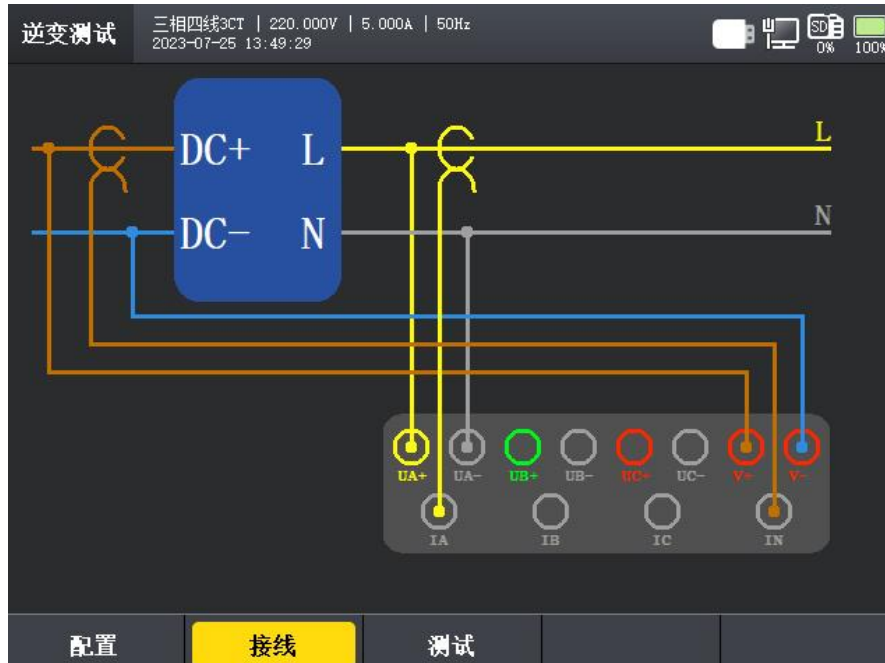 逆变测试
三相四线3CT | 220.000V | 5.000A | 50Hz
2023-07-25 13:49:29
SD
0%
100%
DC+ L
L
DC- N
N
UA+ UA- UB+ UB- UC+ UC- V+ V-
IA IB IC IN
配置 接线 测试